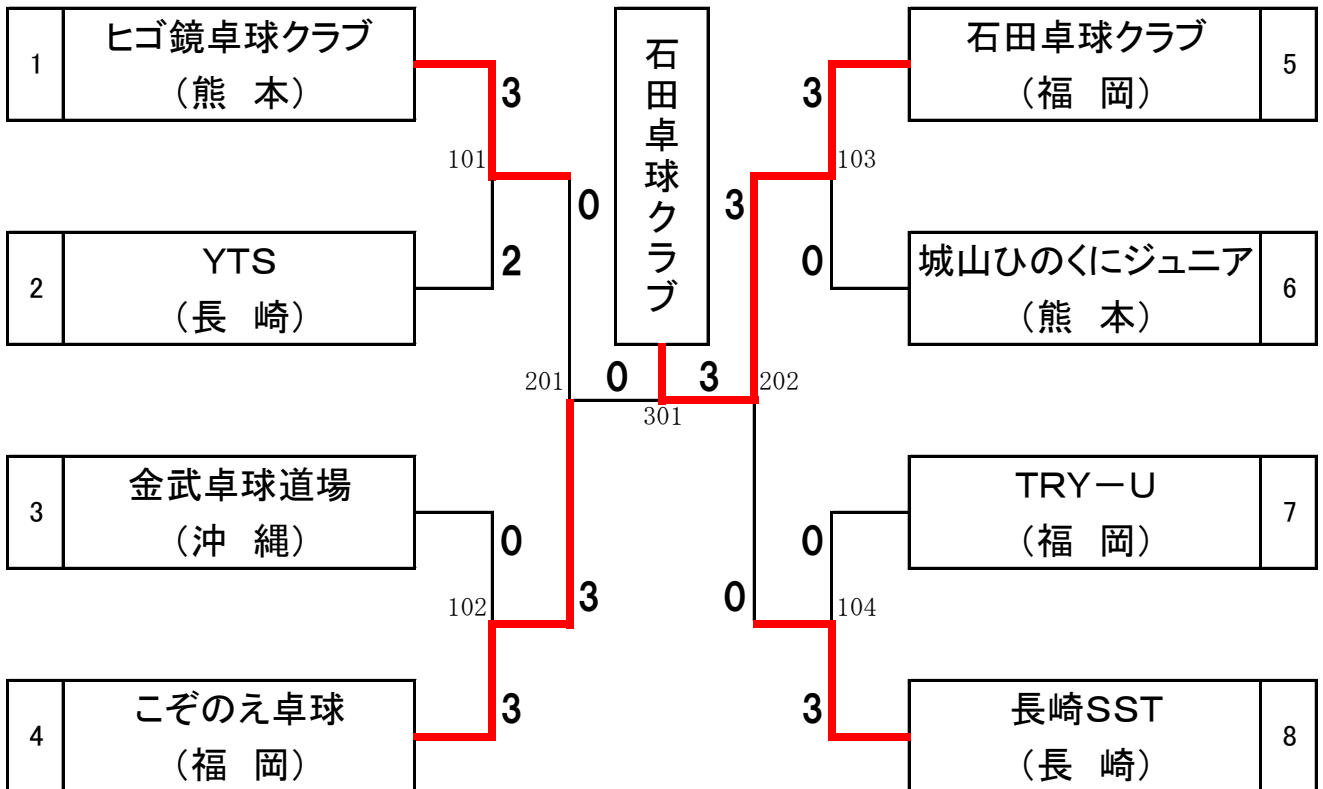 1
ヒゴ鏡卓球クラブ
（熊　本）
2
YTS
（長　崎）
3
金武卓球道場
（沖　縄）
4
こぞのえ卓球
（福　岡）
3
101
2
0
102
3
0
201
3
石田卓球クラブ
0
3
301
3
202
0
3
103
0
0
104
3
石田卓球クラブ
（福　岡）
5
城山ひのくにジュニア
（熊　本）
6
TRY－U
（福　岡）
7
長崎SST
（長　崎）
8